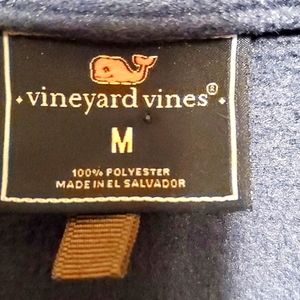 vineyard vines®
M
100% POLYESTER
MADE IN EL SALVADOR